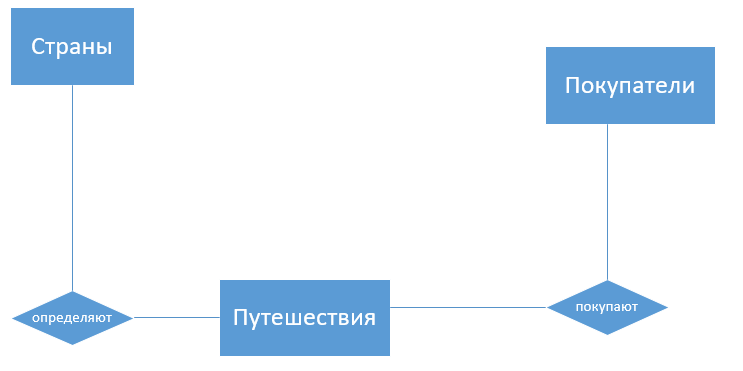 Страны
Покупатели
определяют
Путешествия
покупают